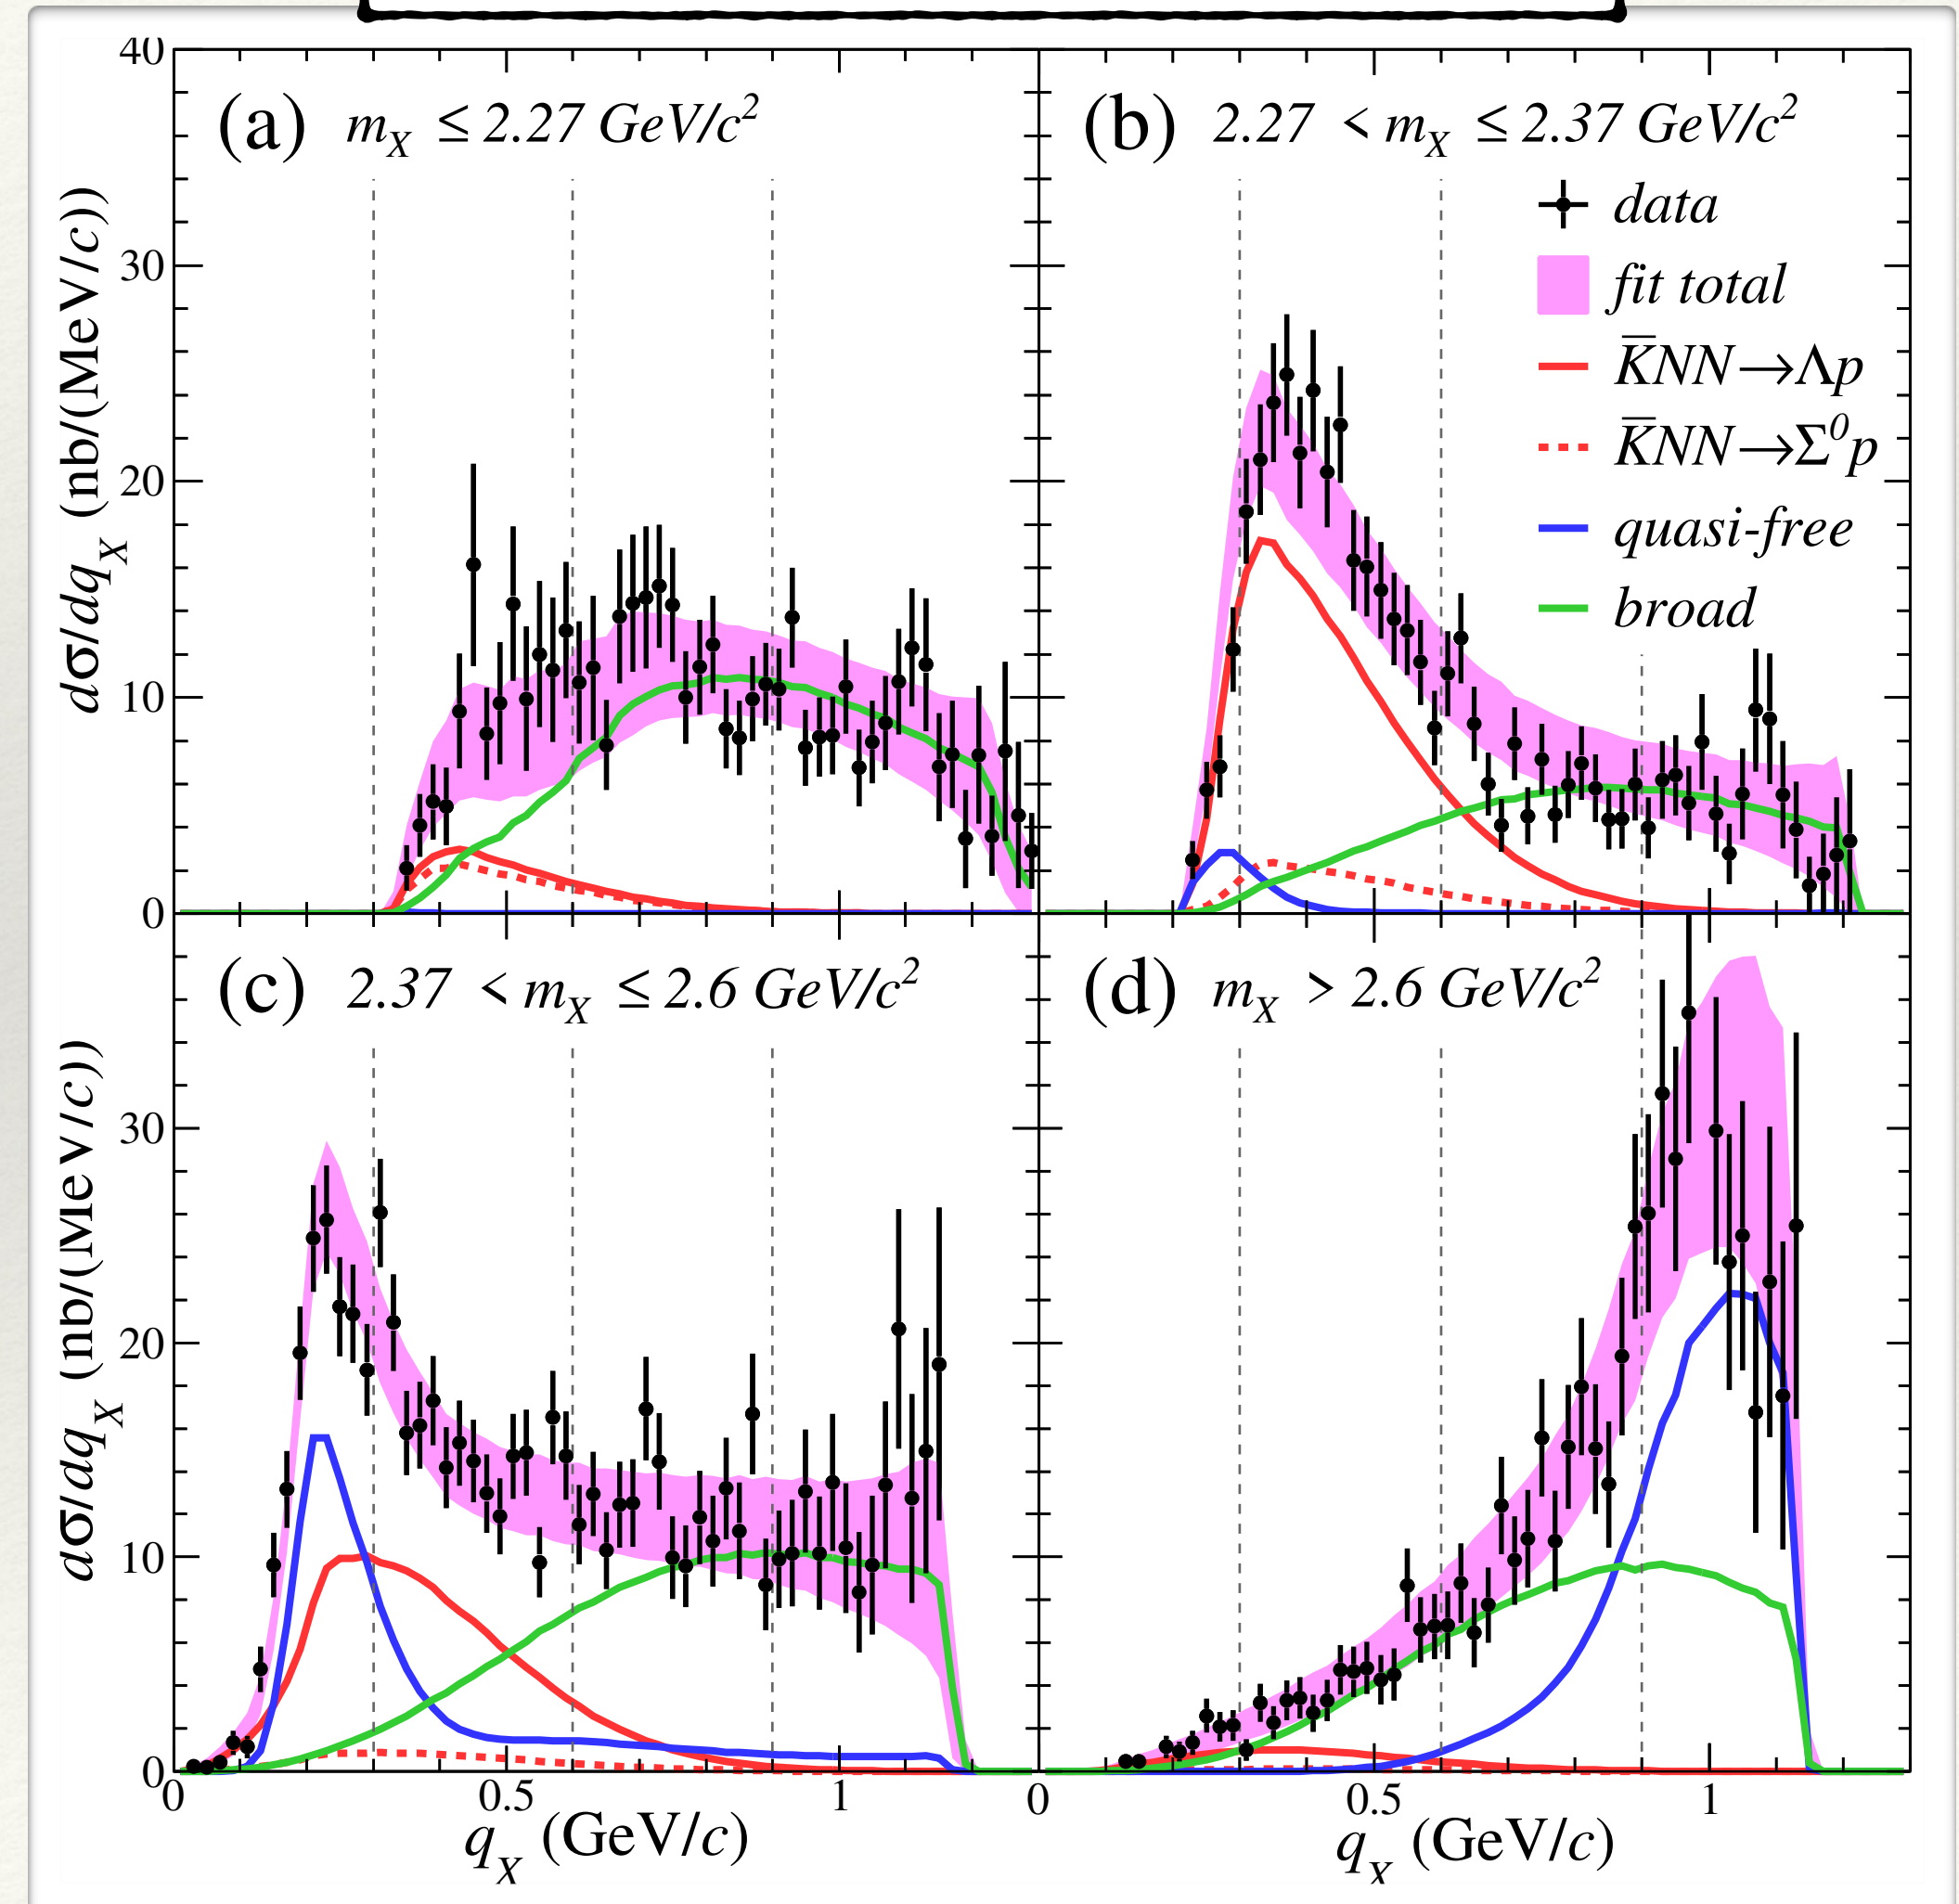 40
(a) m_X ≤ 2.27 GeV/c²
(b) 2.27 < m_X ≤ 2.37 GeV/c²
data
fit total
K̅NN→Λp
K̅NN→Σ⁰p
quasi-free
broad
30
20
10
0
dσ/dq_X (nb/(MeV/c))
(c) 2.37 < m_X ≤ 2.6 GeV/c²
(d) m_X > 2.6 GeV/c²
30
20
10
0
dσ/dq_X (nb/(MeV/c))
0 0.5 1 0 0.5 1
q_X (GeV/c) q_X (GeV/c)